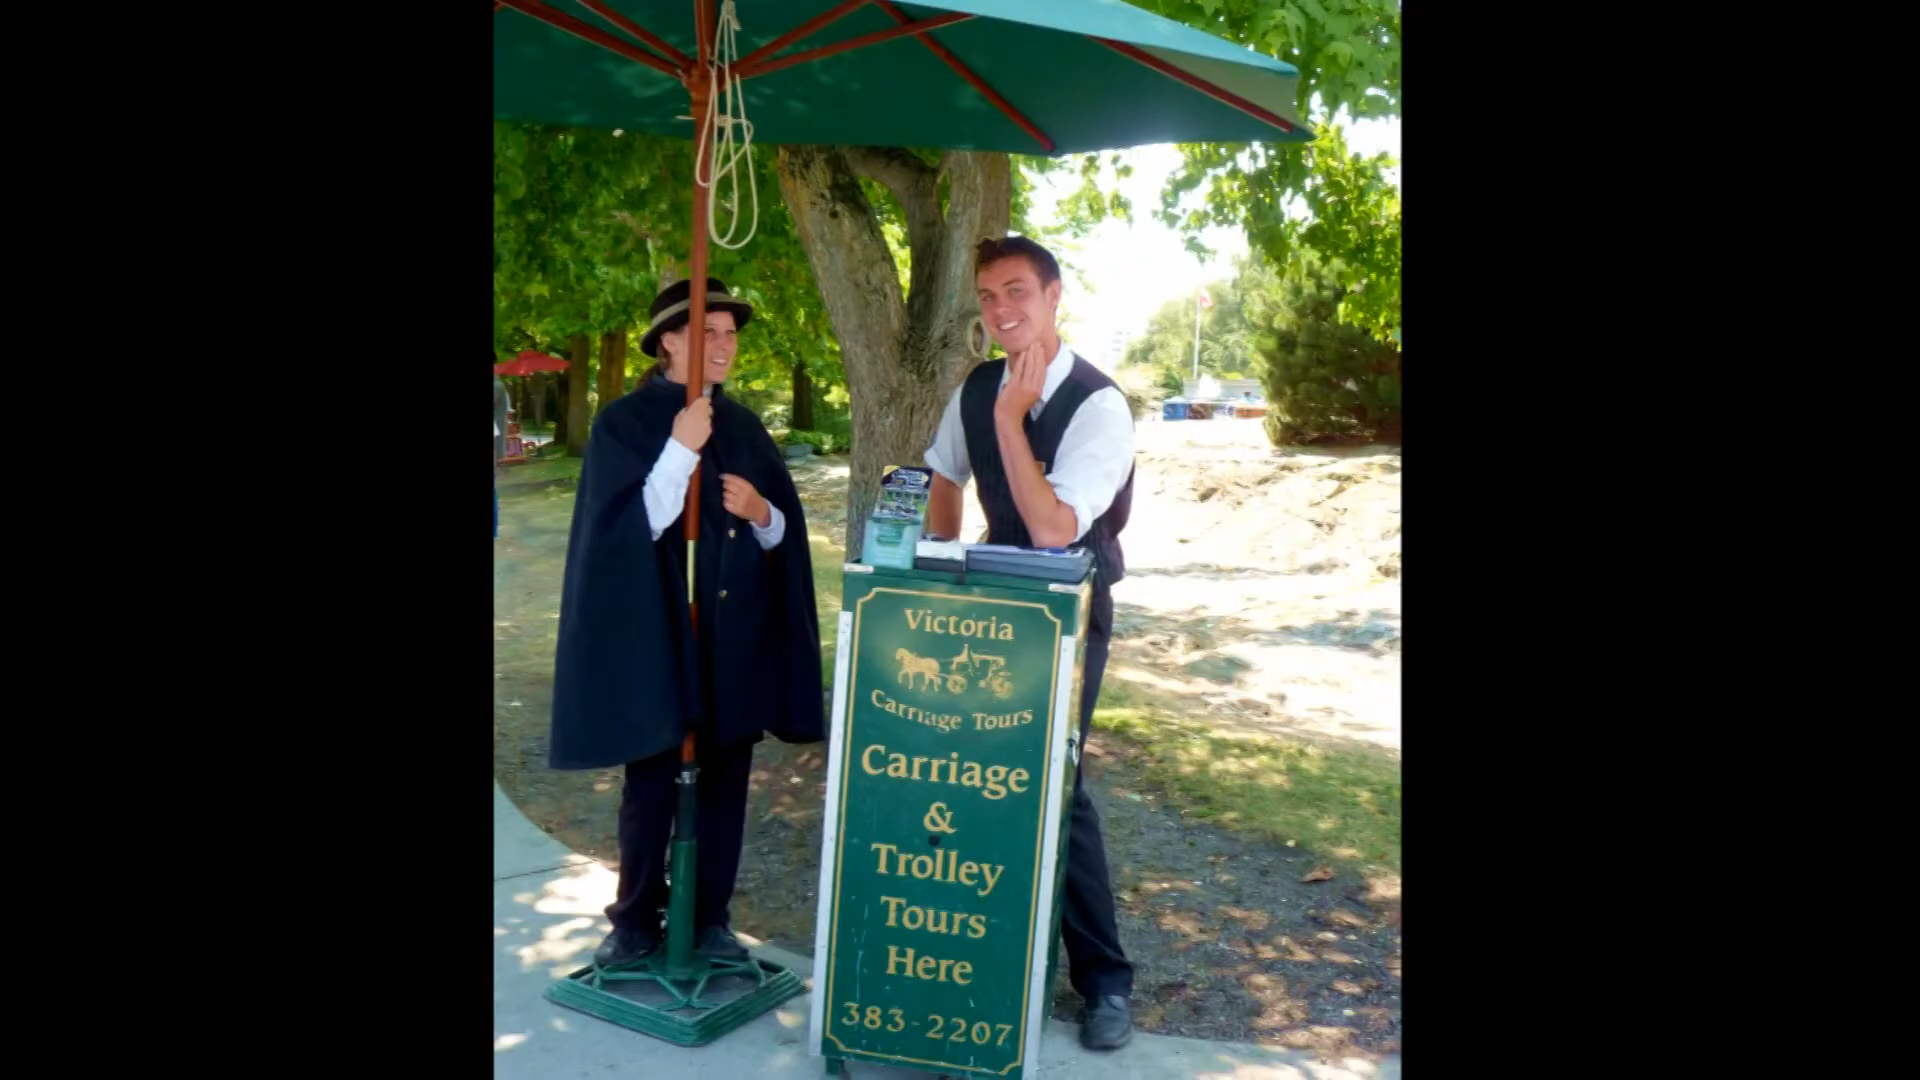 Victoria
Carriage Tours
Carriage
&
Trolley
Tours
Here
383-2207